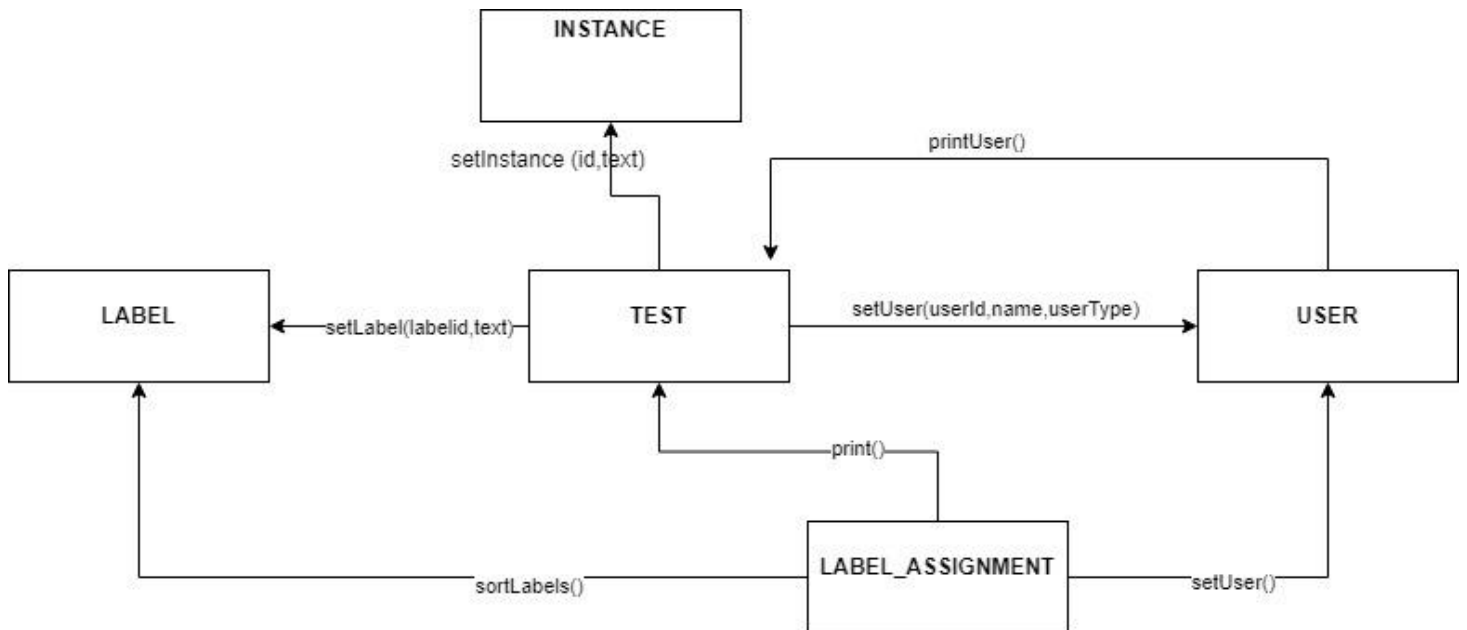 INSTANCE
setInstance (id,text)
printUser()
LABEL
setLabel(labelid,text)
TEST
setUser(userId,name,userType)
USER
print()
LABEL_ASSIGNMENT
sortLabels()
setUser()